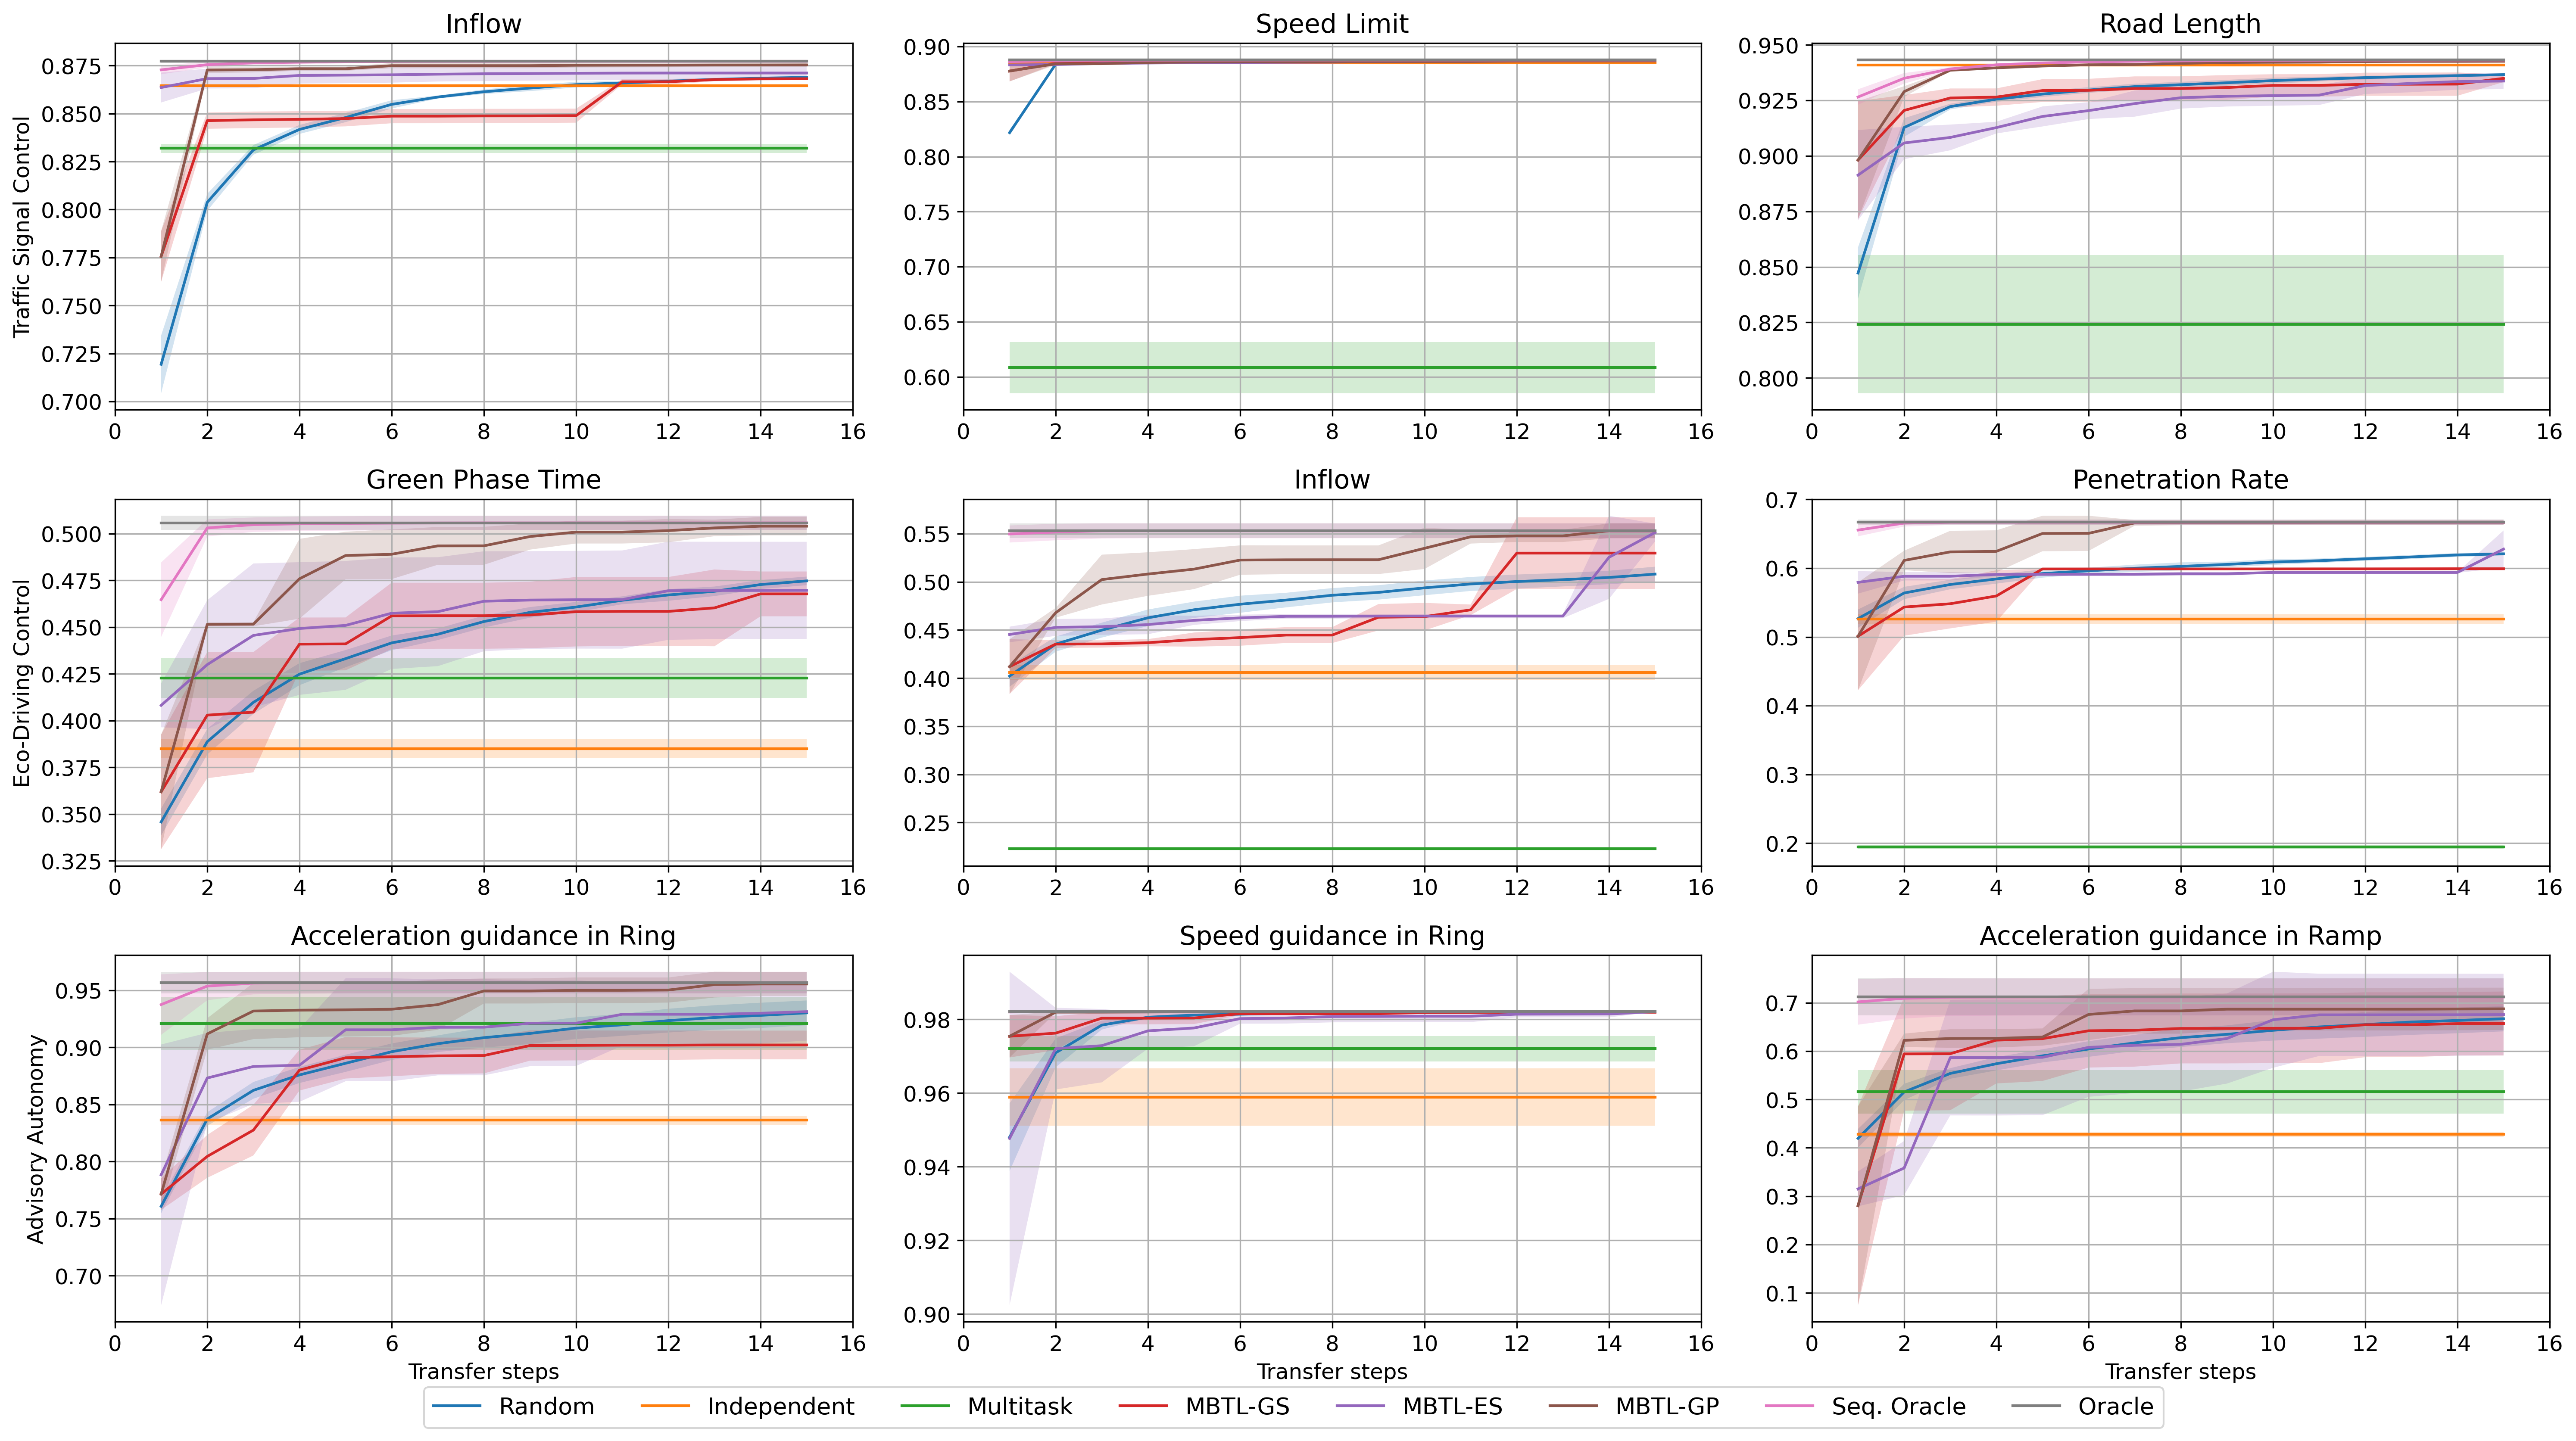 Inflow
Traffic Signal Control
0.875
0.850
0.825
0.800
0.775
0.750
0.725
0.700
0 2 4 6 8 10 12 14 16
Speed Limit
0.90
0.85
0.80
0.75
0.70
0.65
0.60
0 2 4 6 8 10 12 14 16
Road Length
0.950
0.925
0.900
0.875
0.850
0.825
0.800
0 2 4 6 8 10 12 14 16
Green Phase Time
Eco-Driving Control
0.500
0.475
0.450
0.425
0.400
0.375
0.350
0.325
0 2 4 6 8 10 12 14 16
Inflow
0.55
0.50
0.45
0.40
0.35
0.30
0.25
0 2 4 6 8 10 12 14 16
Penetration Rate
0.7
0.6
0.5
0.4
0.3
0.2
0 2 4 6 8 10 12 14 16
Acceleration guidance in Ring
Advisory Autonomy
0.95
0.90
0.85
0.80
0.75
0.70
0 2 4 6 8 10 12 14 16
Transfer steps
Speed guidance in Ring
0.98
0.96
0.94
0.92
0.90
0 2 4 6 8 10 12 14 16
Transfer steps
Acceleration guidance in Ramp
0.7
0.6
0.5
0.4
0.3
0.2
0.1
0 2 4 6 8 10 12 14 16
Transfer steps
Random Independent Multitask MBTL-GS MBTL-ES MBTL-GP Seq. Oracle Oracle